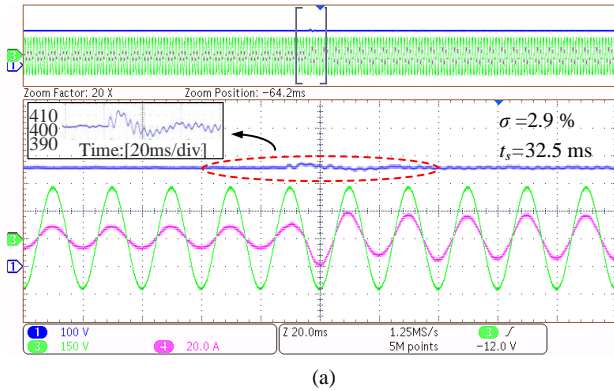 3
1
Zoom Factor: 20 X Zoom Position: -64.2ms
410
400
390
Time:[20ms/div]
σ =2.9 %
tₛ=32.5 ms
3
1
1 100 V Z 20.0ms 1.25MS/s 3
3 150 V 4 20.0 A 5M points -12.0 V
(a)